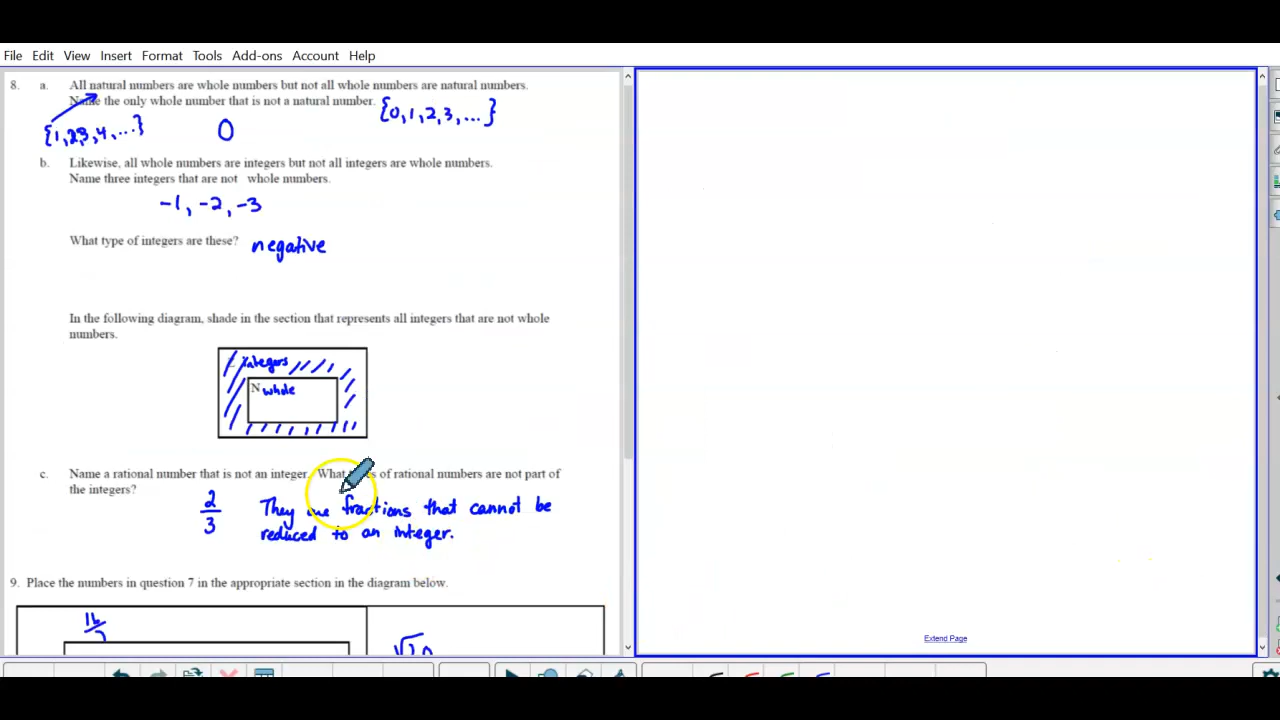 File Edit View Insert Format Tools Add-ons Account Help
8. a. All natural numbers are whole numbers but not all whole numbers are natural numbers.
Name the only whole number that is not a natural number. {0,1,2,3,...}
{1,2,3,4,...} 0
b. Likewise, all whole numbers are integers but not all integers are whole numbers.
Name three integers that are not whole numbers.
-1, -2, -3
What type of integers are these? negative
In the following diagram, shade in the section that represents all integers that are not whole
numbers.
Integers
N whole
c. Name a rational number that is not an integer. What types of rational numbers are not part of
the integers?
2/3 They are fractions that cannot be
reduced to an integer.
9. Place the numbers in question 7 in the appropriate section in the diagram below.
Extend Page